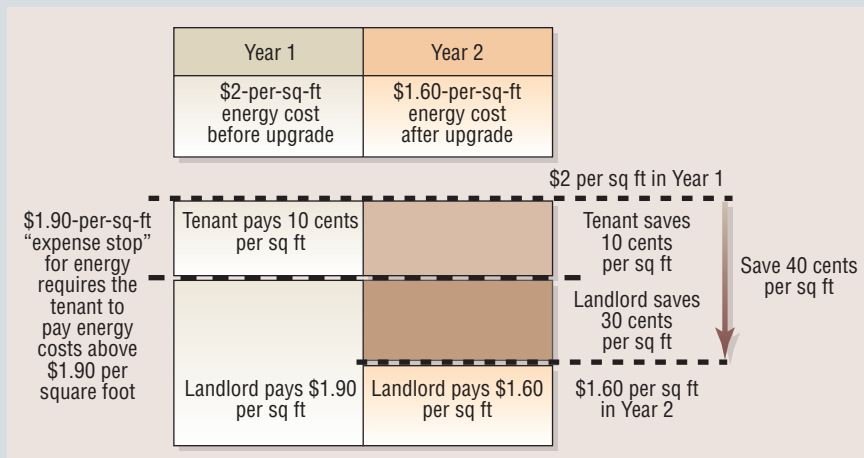 Year 1
Year 2
$2-per-sq-ft
energy cost
before upgrade
$1.60-per-sq-ft
energy cost
after upgrade
$2 per sq ft in Year 1
$1.90-per-sq-ft
“expense stop”
for energy
requires the
tenant to
pay energy
costs above
$1.90 per
square foot
Tenant pays 10 cents
per sq ft
Tenant saves
10 cents
per sq ft
Save 40 cents
per sq ft
Landlord saves
30 cents
per sq ft
Landlord pays $1.90
per sq ft
Landlord pays $1.60
per sq ft
$1.60 per sq ft
in Year 2